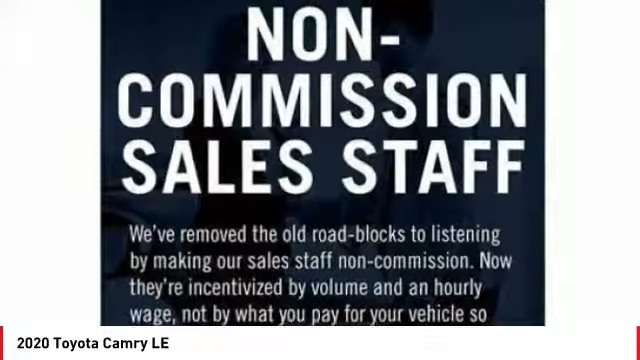 NON-
COMMISSION
SALES STAFF
We've removed the old road-blocks to listening
by making our sales staff non-commission. Now
they're incentivized by volume and an hourly
wage, not by what you pay for your vehicle so
2020 Toyota Camry LE